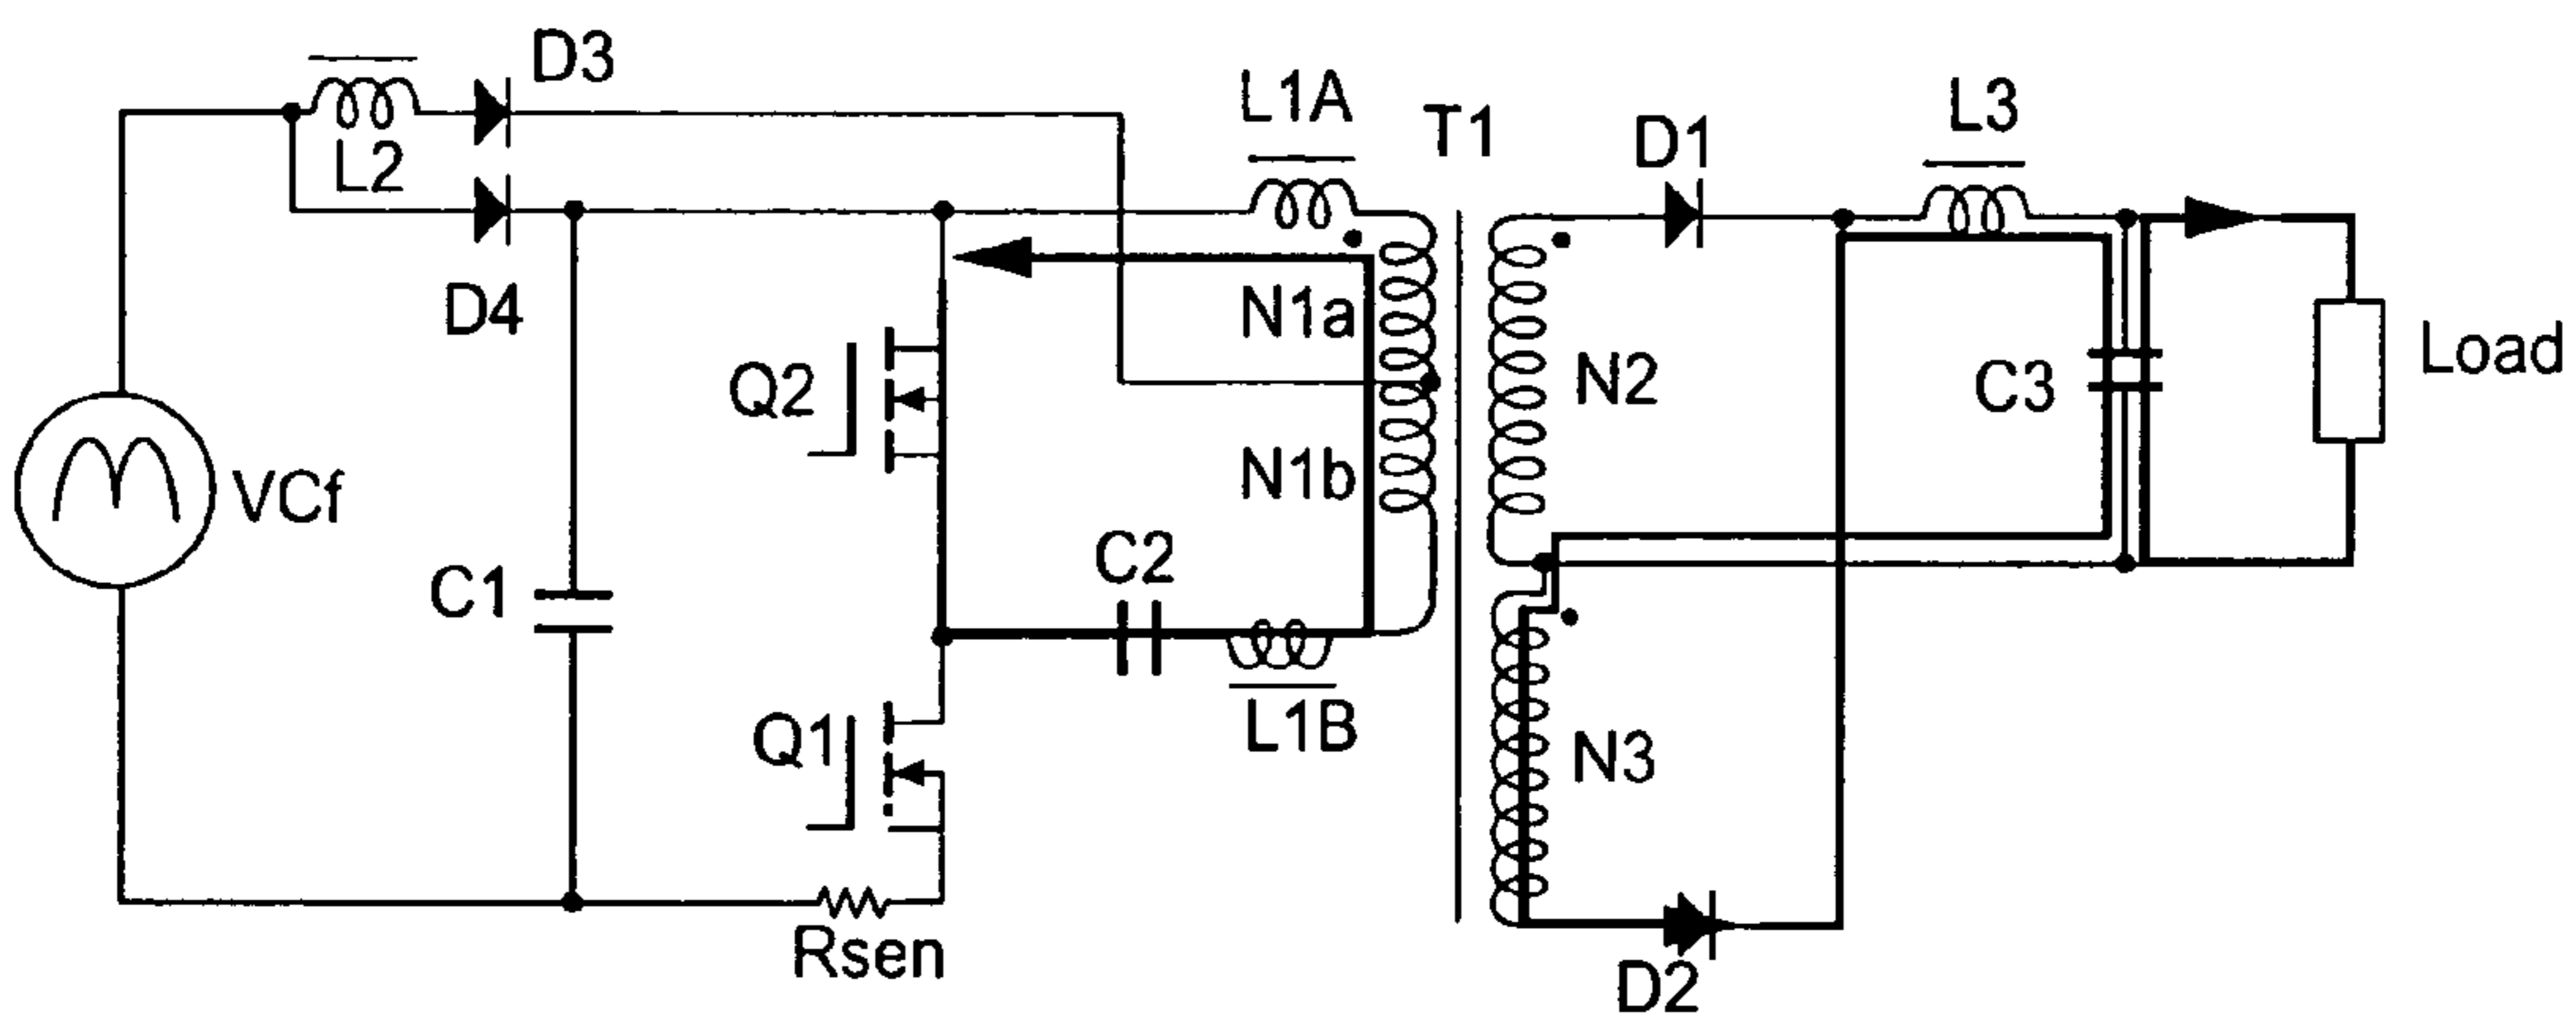 D3
L2
L1A
T1
D1
L3
D4
N1a
Q2
N2
C3
Load
VCf
N1b
C1
C2
Q1
L1B
N3
Rsen
D2